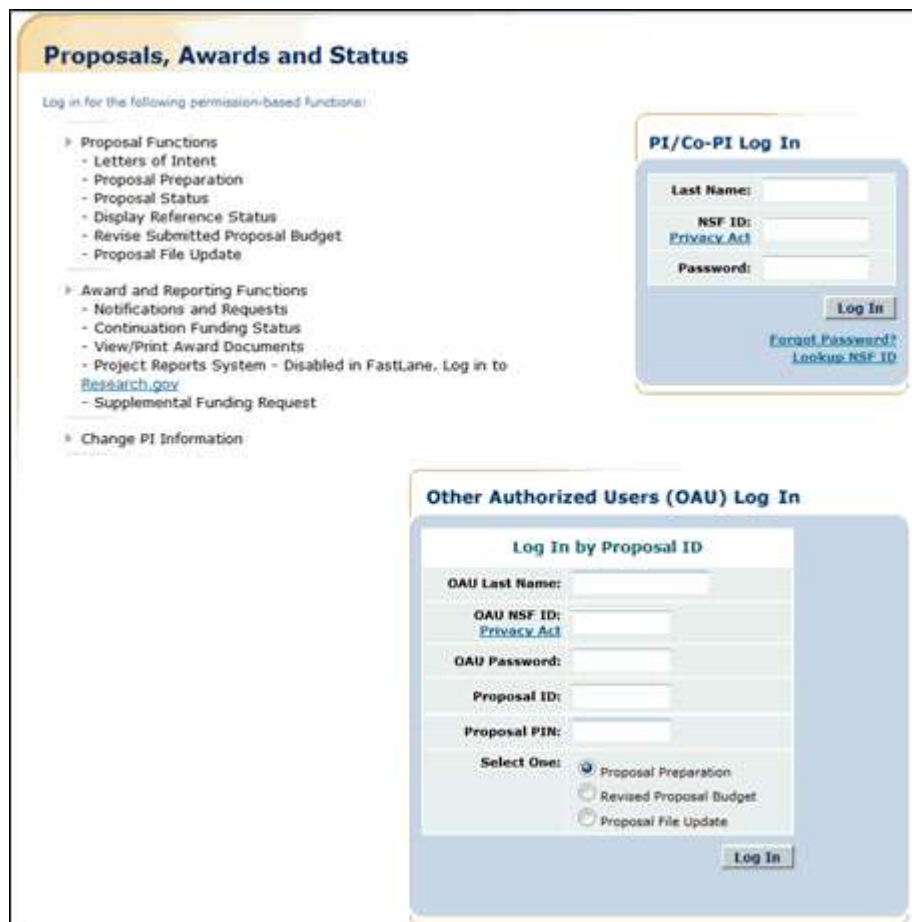 Proposals, Awards and Status
Log in for the following permission-based functions:
Proposal Functions
- Letters of Intent
- Proposal Preparation
- Proposal Status
- Display Reference Status
- Revise Submitted Proposal Budget
- Proposal File Update
Award and Reporting Functions
- Notifications and Requests
- Continuation Funding Status
- View/Print Award Documents
- Project Reports System - Disabled in FastLane. Log in to
Research.gov
- Supplemental Funding Request
Change PI Information
PI/Co-PI Log In
Last Name:
NSF ID:
Privacy Act
Password:
Log In
Forgot Password?
Lookup NSF ID
Other Authorized Users (OAU) Log In
Log In by Proposal ID
OAU Last Name:
OAU NSF ID:
Privacy Act
OAU Password:
Proposal ID:
Proposal PIN:
Select One:
Proposal Preparation
Revised Proposal Budget
Proposal File Update
Log In